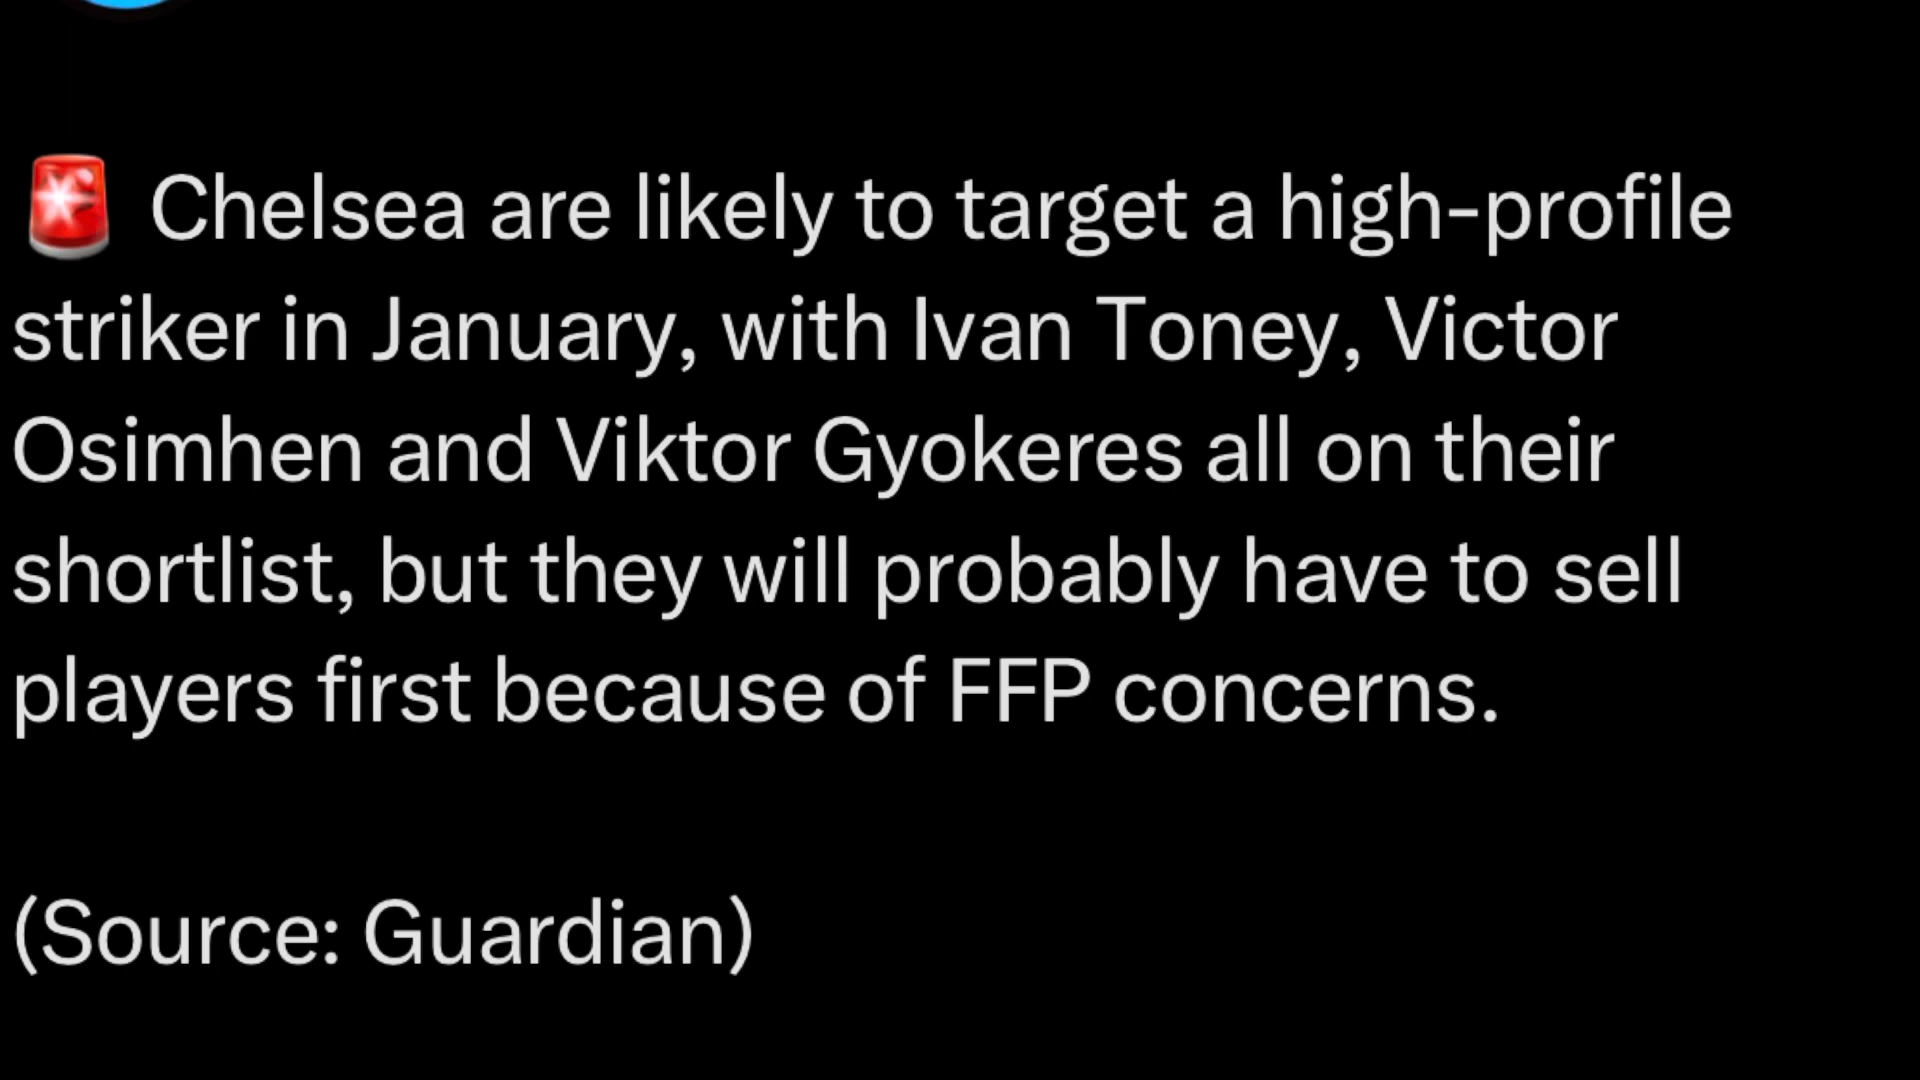 🚨 Chelsea are likely to target a high-profile
striker in January, with Ivan Toney, Victor
Osimhen and Viktor Gyokeres all on their
shortlist, but they will probably have to sell
players first because of FFP concerns.
(Source: Guardian)